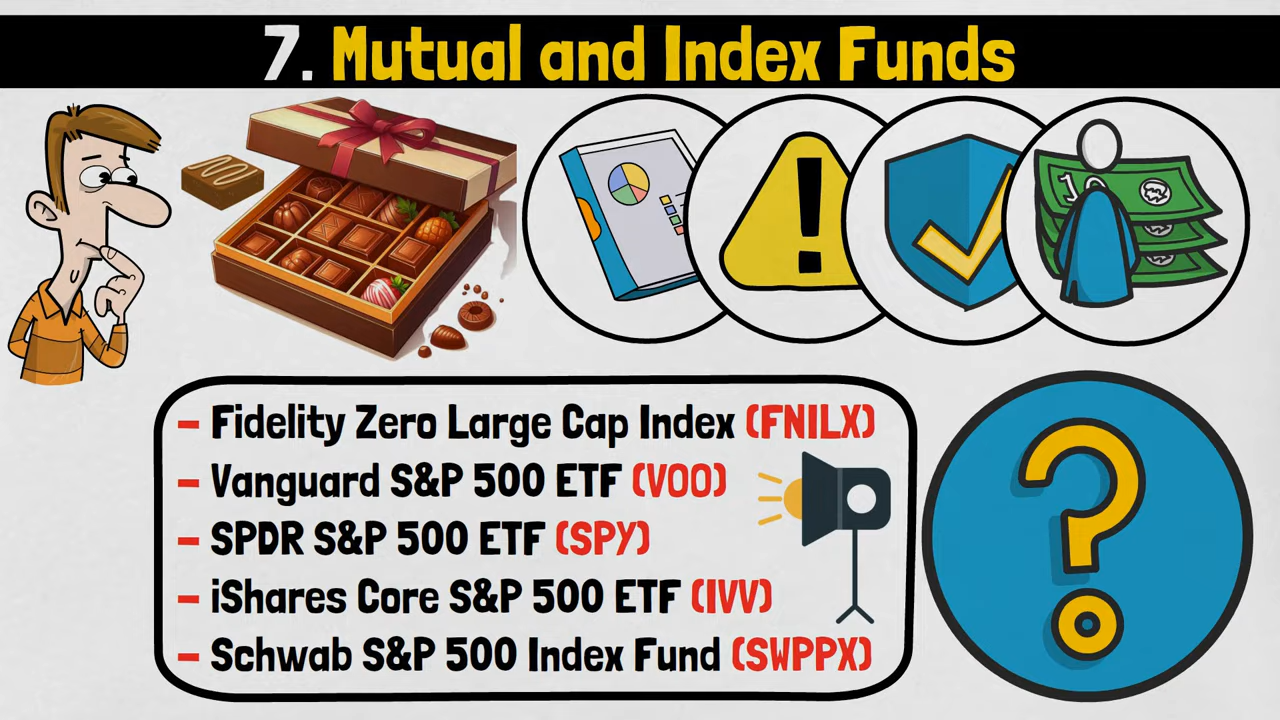 7. Mutual and Index Funds
- Fidelity Zero Large Cap Index (FNILX)
- Vanguard S&P 500 ETF (VOO)
- SPDR S&P 500 ETF (SPY)
- iShares Core S&P 500 ETF (IVV)
- Schwab S&P 500 Index Fund (SWPPX)